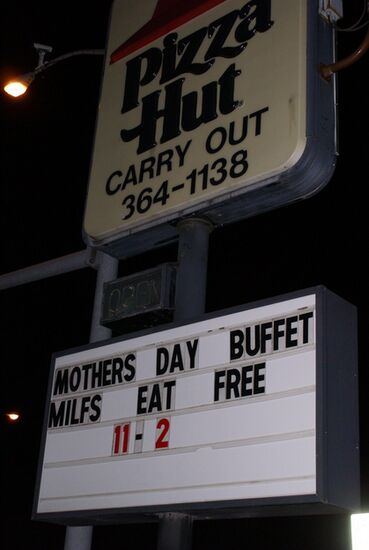 Pizza
Hut
CARRY OUT
364-1138
OPEN
MOTHERS DAY BUFFET
MILFS EAT FREE
11-2